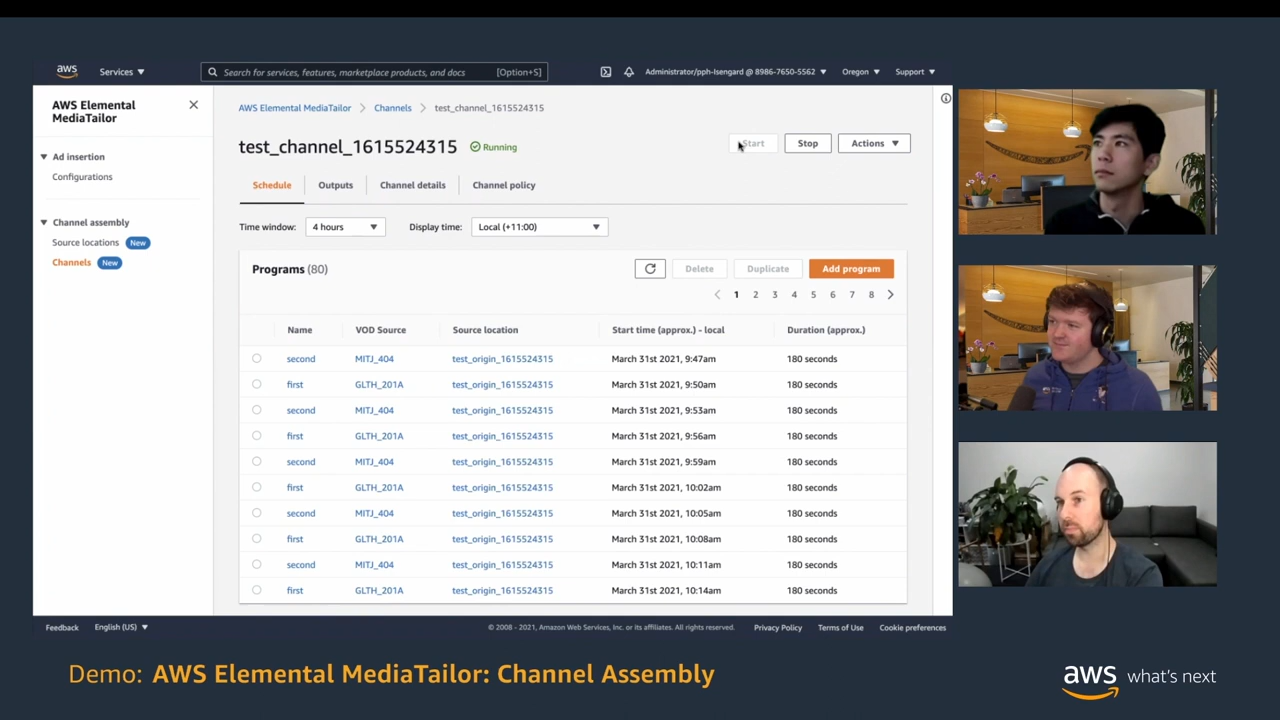 aws Services ▼ Search for services, features, marketplace products, and docs [Option+S] Administrator/pph-Isengard @ 8986-7650-5562 ▼ Oregon ▼ Support ▼
AWS Elemental
MediaTailor
Ad insertion
Configurations
Channel assembly
Source locations New
Channels New
AWS Elemental MediaTailor > Channels > test_channel_1615524315
test_channel_1615524315 Running Start Stop Actions ▼
Schedule Outputs Channel details Channel policy
Time window: 4 hours ▼ Display time: Local (+11:00) ▼
Programs (80) Delete Duplicate Add program
< 1 2 3 4 5 6 7 8 >
Name VOD Source Source location Start time (approx.) - local Duration (approx.)
second MITJ_404 test_origin_1615524315 March 31st 2021, 9:47am 180 seconds
first GLTH_201A test_origin_1615524315 March 31st 2021, 9:50am 180 seconds
second MITJ_404 test_origin_1615524315 March 31st 2021, 9:53am 180 seconds
first GLTH_201A test_origin_1615524315 March 31st 2021, 9:56am 180 seconds
second MITJ_404 test_origin_1615524315 March 31st 2021, 9:59am 180 seconds
first GLTH_201A test_origin_1615524315 March 31st 2021, 10:02am 180 seconds
second MITJ_404 test_origin_1615524315 March 31st 2021, 10:05am 180 seconds
first GLTH_201A test_origin_1615524315 March 31st 2021, 10:08am 180 seconds
second MITJ_404 test_origin_1615524315 March 31st 2021, 10:11am 180 seconds
first GLTH_201A test_origin_1615524315 March 31st 2021, 10:14am 180 seconds
Feedback English (US) ▼ © 2008 - 2021, Amazon Web Services, Inc. or its affiliates. All rights reserved. Privacy Policy Terms of Use Cookie preferences
Demo: AWS Elemental MediaTailor: Channel Assembly
aws what's next